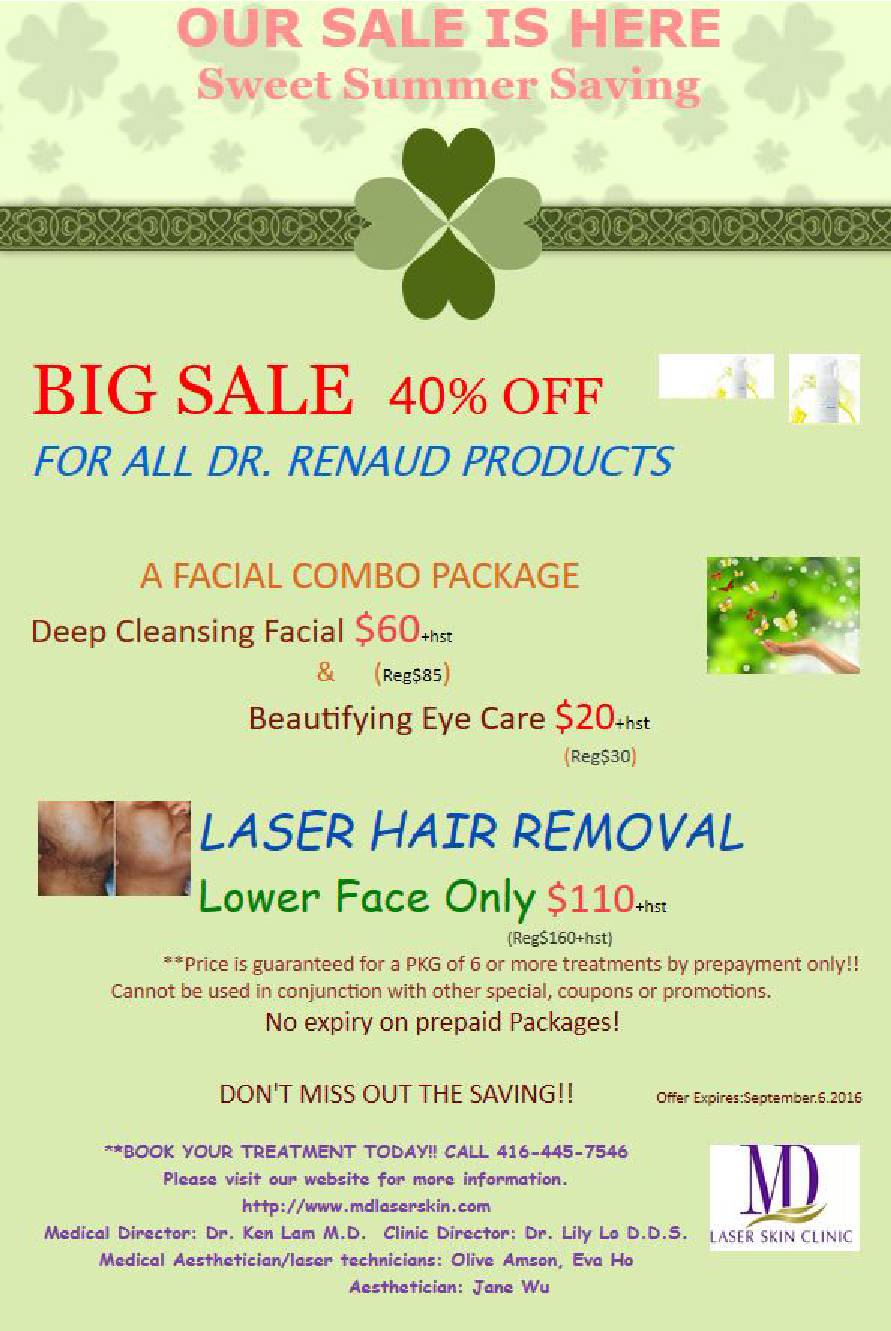 OUR SALE IS HERE
Sweet Summer Saving
BIG SALE 40% OFF
FOR ALL DR. RENAUD PRODUCTS
A FACIAL COMBO PACKAGE
Deep Cleansing Facial $60+hst
& (Reg$85)
Beautifying Eye Care $20+hst
(Reg$30)
LASER HAIR REMOVAL
Lower Face Only $110+hst
(Reg$160+hst)
**Price is guaranteed for a PKG of 6 or more treatments by prepayment only!!
Cannot be used in conjunction with other special, coupons or promotions.
No expiry on prepaid Packages!
DON'T MISS OUT THE SAVING!! Offer Expires:September.6.2016
**BOOK YOUR TREATMENT TODAY!! CALL 416-445-7546
Please visit our website for more information.
http://www.mdlaserskin.com
Medical Director: Dr. Ken Lam M.D. Clinic Director: Dr. Lily Lo D.D.S.
Medical Aesthetician/laser technicians: Olive Amson, Eva Ho
Aesthetician: Jane Wu
MD
LASER SKIN CLINIC